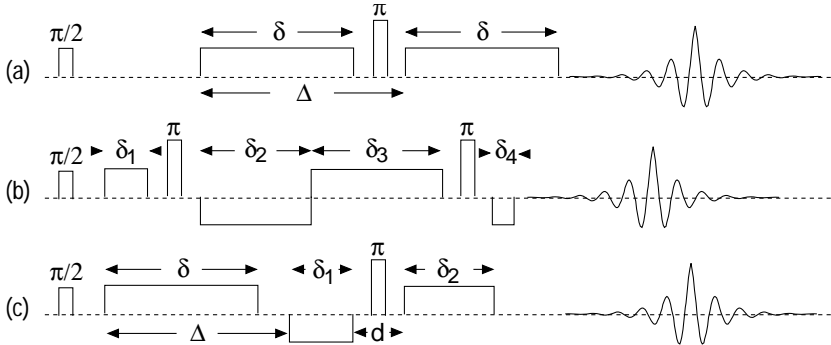 (a) π/2 δ π δ
Δ
(b) π/2 δ1 π δ2 δ3 π δ4
(c) π/2 δ δ1 π δ2
Δ d